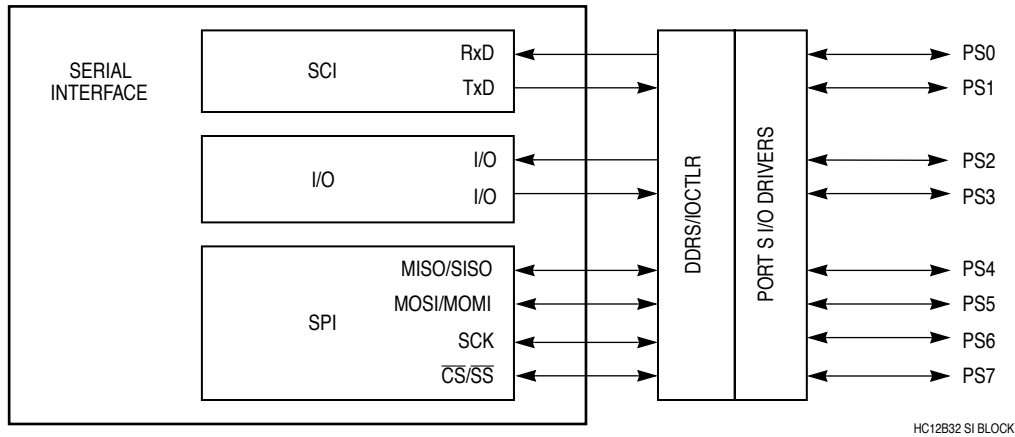 SERIAL
INTERFACE
SCI
RxD
TxD
I/O
I/O
I/O
SPI
MISO/SISO
MOSI/MOMI
SCK
CS/SS
DDRS/IOCTLR
PORT S I/O DRIVERS
PS0
PS1
PS2
PS3
PS4
PS5
PS6
PS7
HC12B32 SI BLOCK